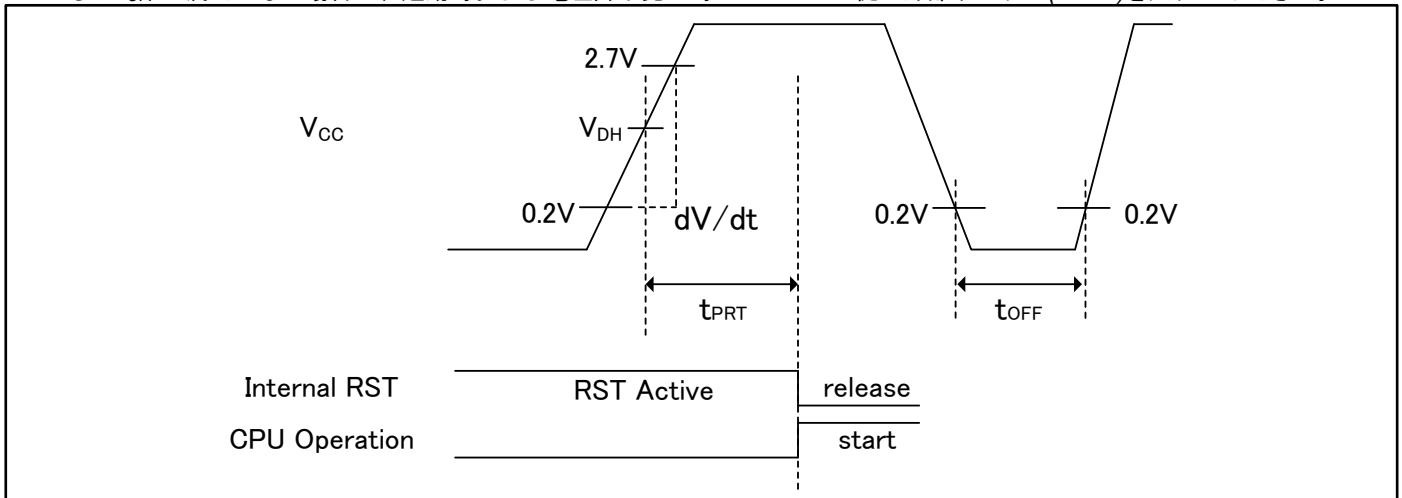 2.7V
VCC
VDH
0.2V
dV/dt
0.2V
0.2V
tPRT
tOFF
Internal RST
RST Active
release
CPU Operation
start